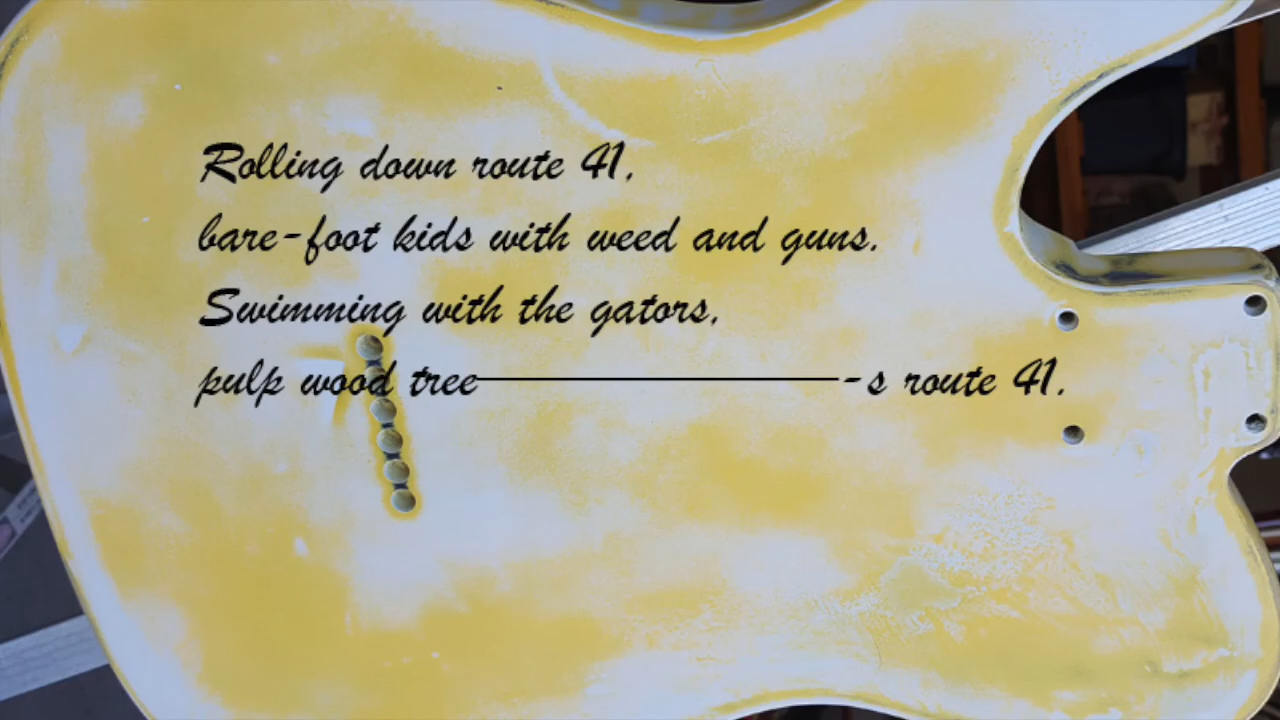 Rolling down route 41,
bare-foot kids with weed and guns.
Swimming with the gators,
pulp wood tree——————————-s route 41.